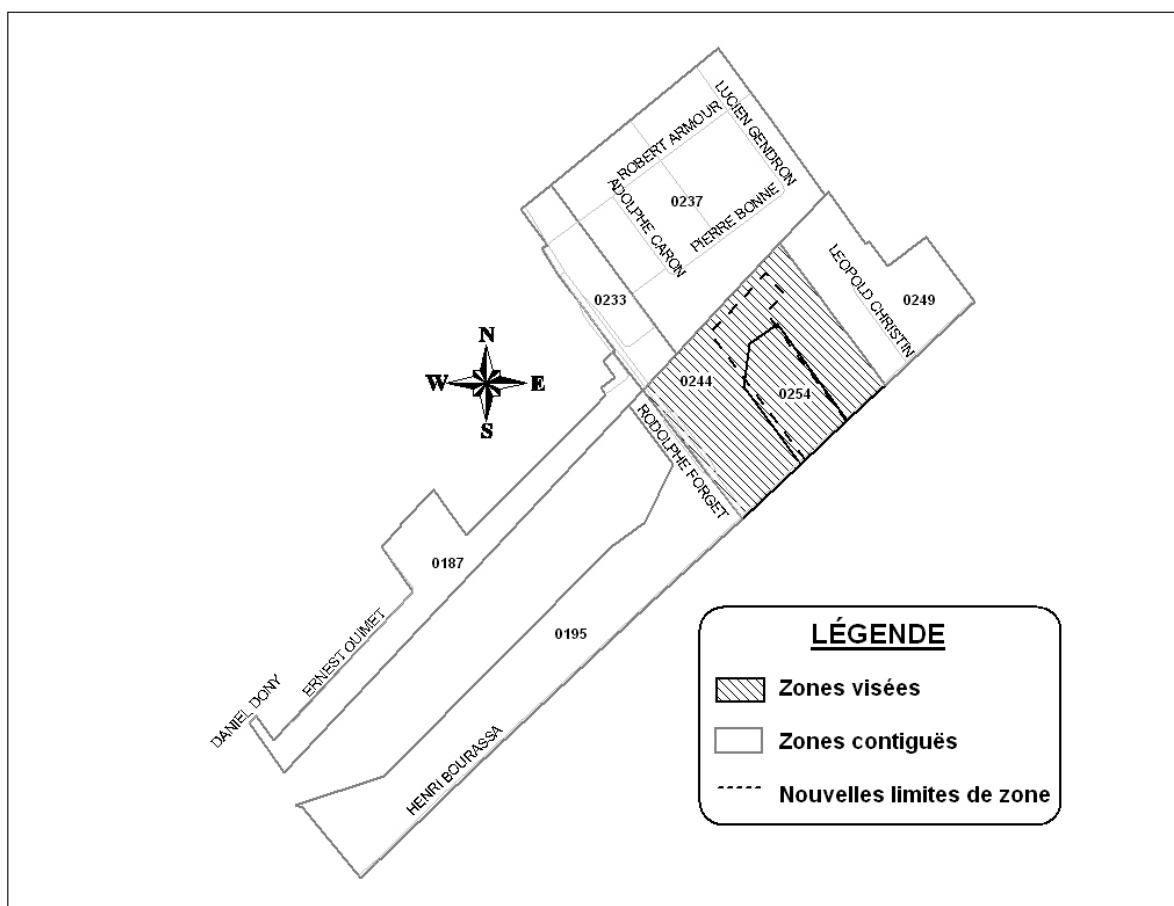 LUCIEN GENDRON
ROBERT ARMOUR
ADOLPHE CARON
0237
PIERRE BONNE
0233
LEOPOLD CHRISTIN
0249
N
W E
S
0244
0254
RODOLPHE FORGET
0187
ERNEST OUIMET
DANIEL DONY
0195
HENRI BOURASSA
LÉGENDE
Zones visées
Zones contiguës
Nouvelles limites de zone